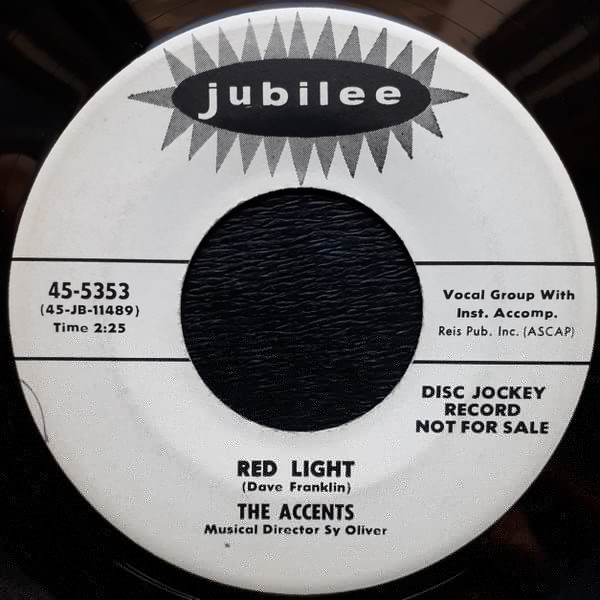 jubilee
45-5353
(45-JB-11489)
Time 2:25
Vocal Group With
Inst. Accomp.
Reis Pub. Inc. (ASCAP)
DISC JOCKEY
RECORD
NOT FOR SALE
RED LIGHT
(Dave Franklin)
THE ACCENTS
Musical Director Sy Oliver